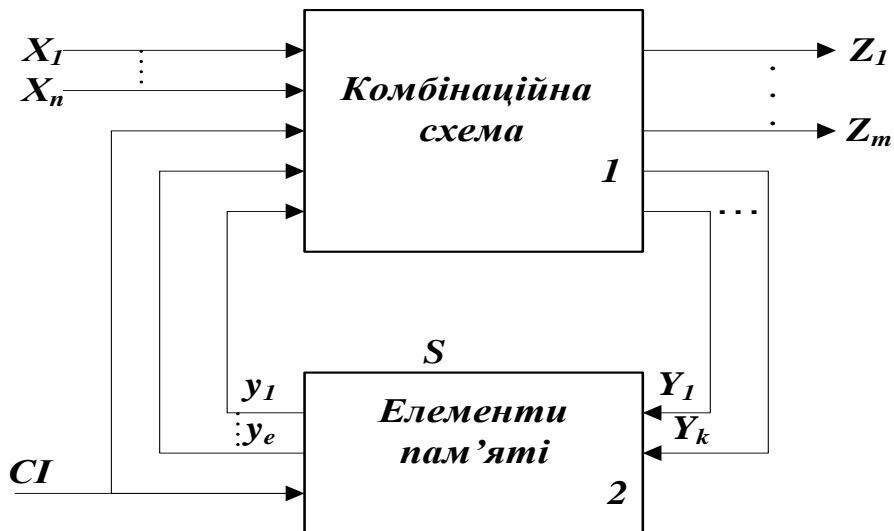 X1
Xn
Комбінаційна
схема
1
Z1
Zm
S
y1
ye
CI
Елементи
пам’яті
2
Y1
Yk